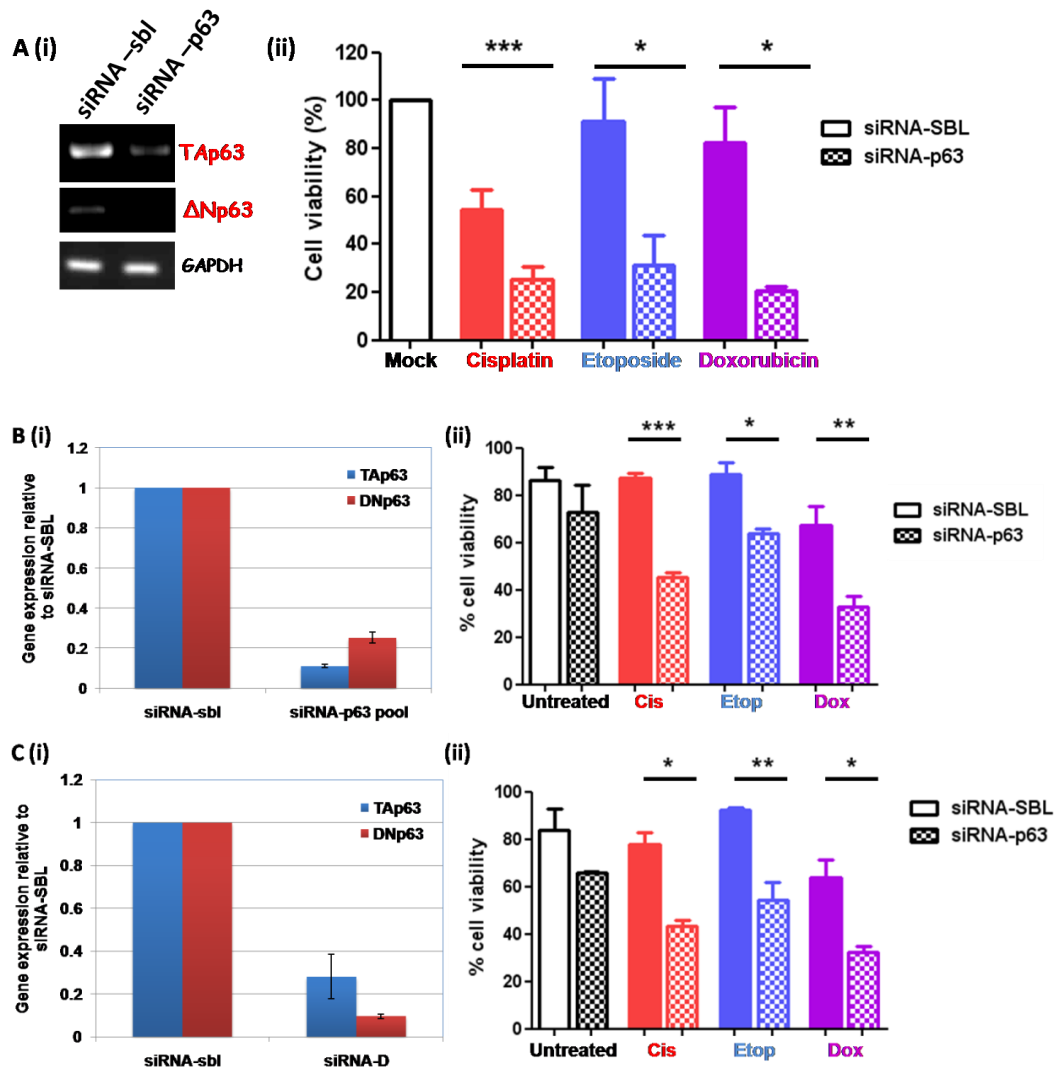 A (i)
siRNA –sbl
siRNA –p63
TAp63
ΔNp63
GAPDH
(ii)
Cell viability (%)
120
100
80
60
40
20
0
***
*
*
Mock
Cisplatin
Etoposide
Doxorubicin
siRNA-SBL
siRNA-p63
B (i)
Gene expression relative
to siRNA-SBL
1.2
1
0.8
0.6
0.4
0.2
0
TAp63
DNp63
siRNA-sbl
siRNA-p63 pool
(ii)
% cell viability
100
80
60
40
20
0
***
*
**
Untreated
Cis
Etop
Dox
siRNA-SBL
siRNA-p63
C (i)
Gene expression relative to
siRNA-SBL
1.2
1
0.8
0.6
0.4
0.2
0
TAp63
DNp63
siRNA-sbl
siRNA-D
(ii)
% cell viability
100
80
60
40
20
0
*
**
*
Untreated
Cis
Etop
Dox
siRNA-SBL
siRNA-p63